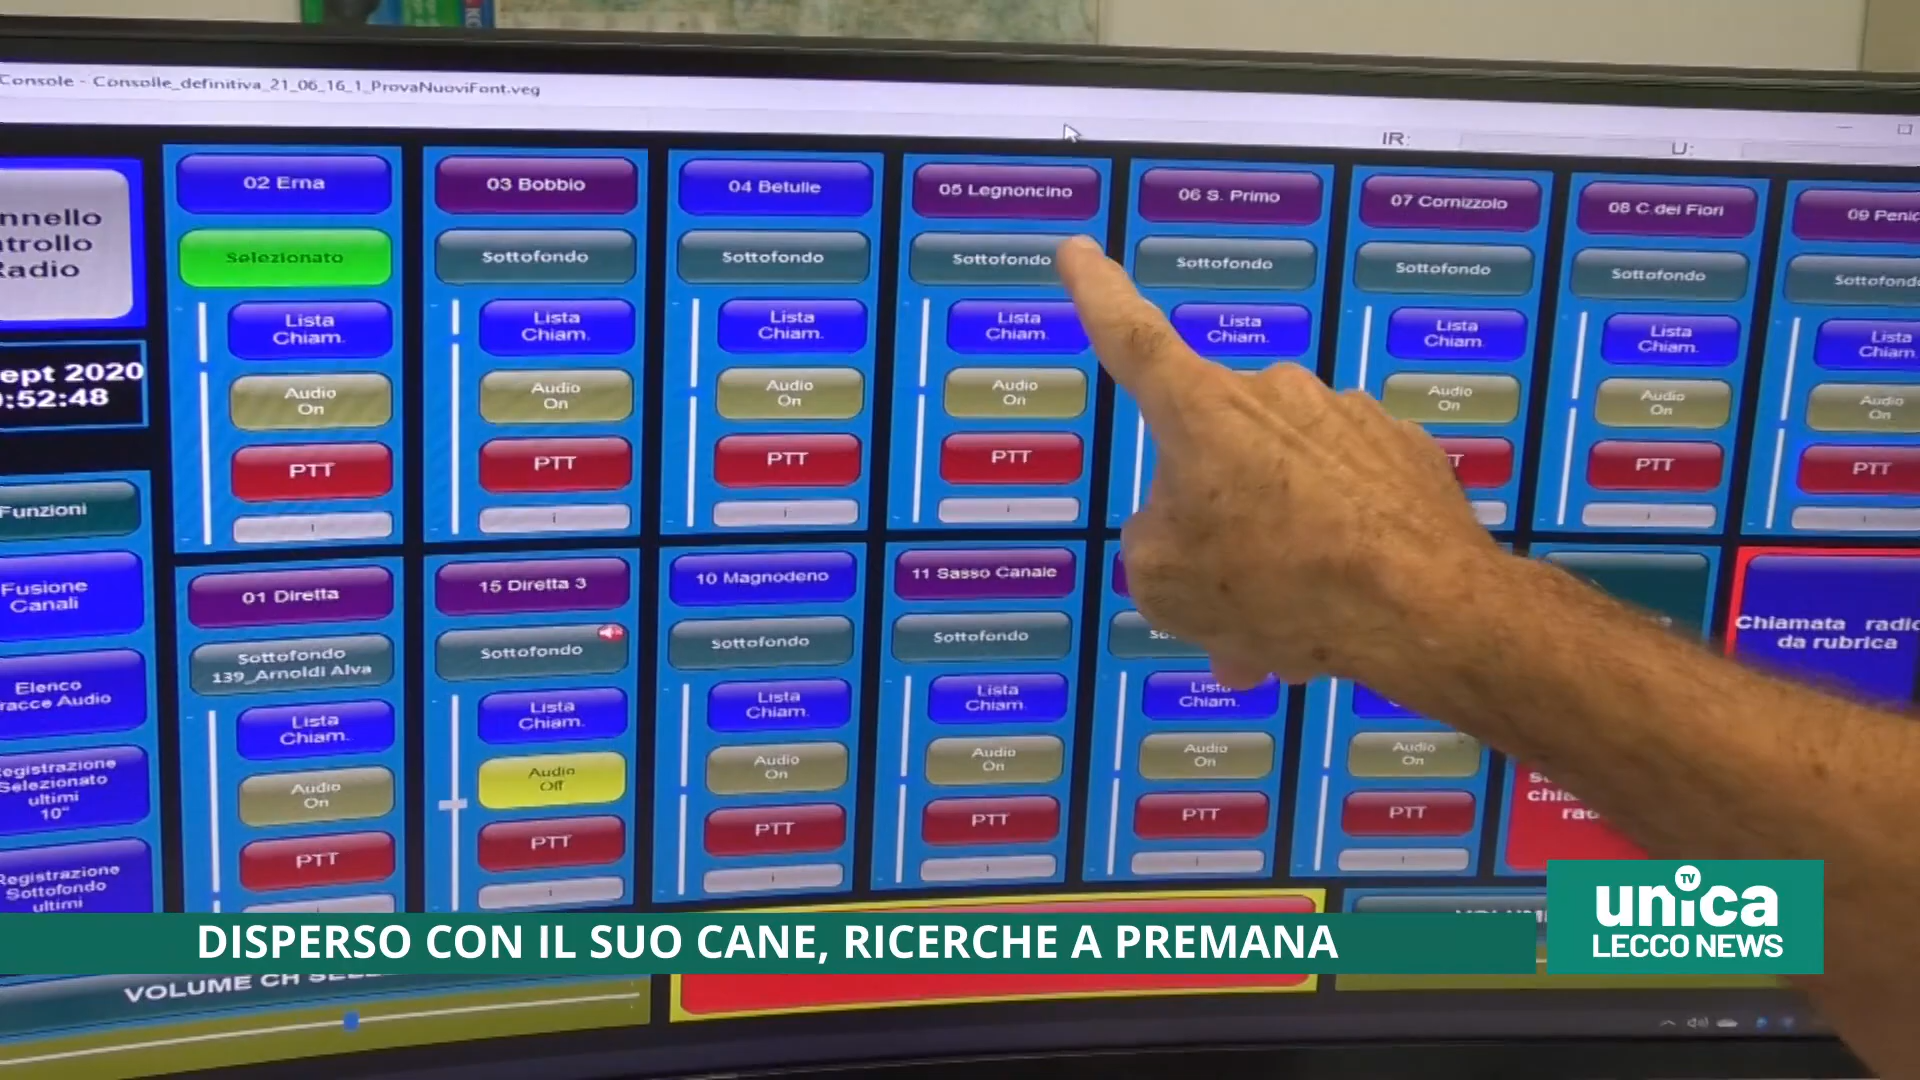 Console - Consolle_definitiva_21_06_16_1_ProvaNuoviFont.veg
IR:
U:
02 Erna
03 Bobbio
04 Betulle
05 Legnoncino
06 S. Primo
07 Cornizzolo
08 C.dei Fiori
09
Radio
Selezionato
Sottofondo
Sottofondo
Sottofondo
Sottofondo
Sottofondo
Sottofondo
Lista
Chiam.
Lista
Chiam.
Lista
Chiam.
Lista
Chiam.
Lista
Chiam.
Lista
Chiam.
Lista
Chiam.
Lista
Chiam.
ept 2020
:52:48
Audio
On
Audio
On
Audio
On
Audio
On
Audio
On
Audio
On
Audio
On
PTT
PTT
PTT
PTT
PTT
PTT
Funzioni
Fusione
Canali
Elenco
racce Audio
egistrazione
Selezionato
ultimi
10"
Registrazione
Sottofondo
ultimi
01 Diretta
15 Diretta 3
10 Magnodeno
11 Sasso Canale
Sottofondo
139_Arnoldi Alva
Sottofondo
Sottofondo
Sottofondo
Lista
Chiam.
Lista
Chiam.
Lista
Chiam.
Lista
Chiam.
Lista
Chiam.
Audio
On
Audio
Off
Audio
On
Audio
On
Audio
On
Audio
On
PTT
PTT
PTT
PTT
PTT
PTT
Chiamata radio
da rubrica
DISPERSO CON IL SUO CANE, RICERCHE A PREMANA
unica
TV
LECCO NEWS
VOLUME CH